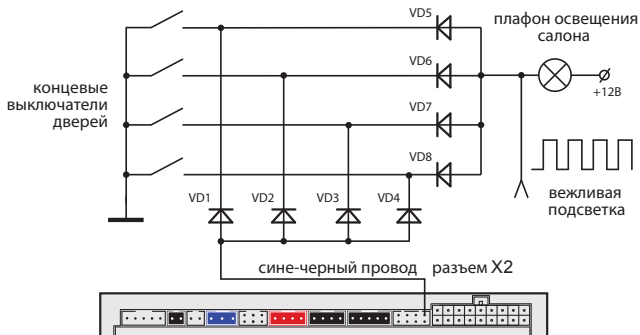 VD5
плафон освещения
салона
VD6
+12В
концевые
выключатели
дверей
VD7
VD8
VD1 VD2 VD3 VD4
вежливая
подсветка
сине-черный провод разъем X2